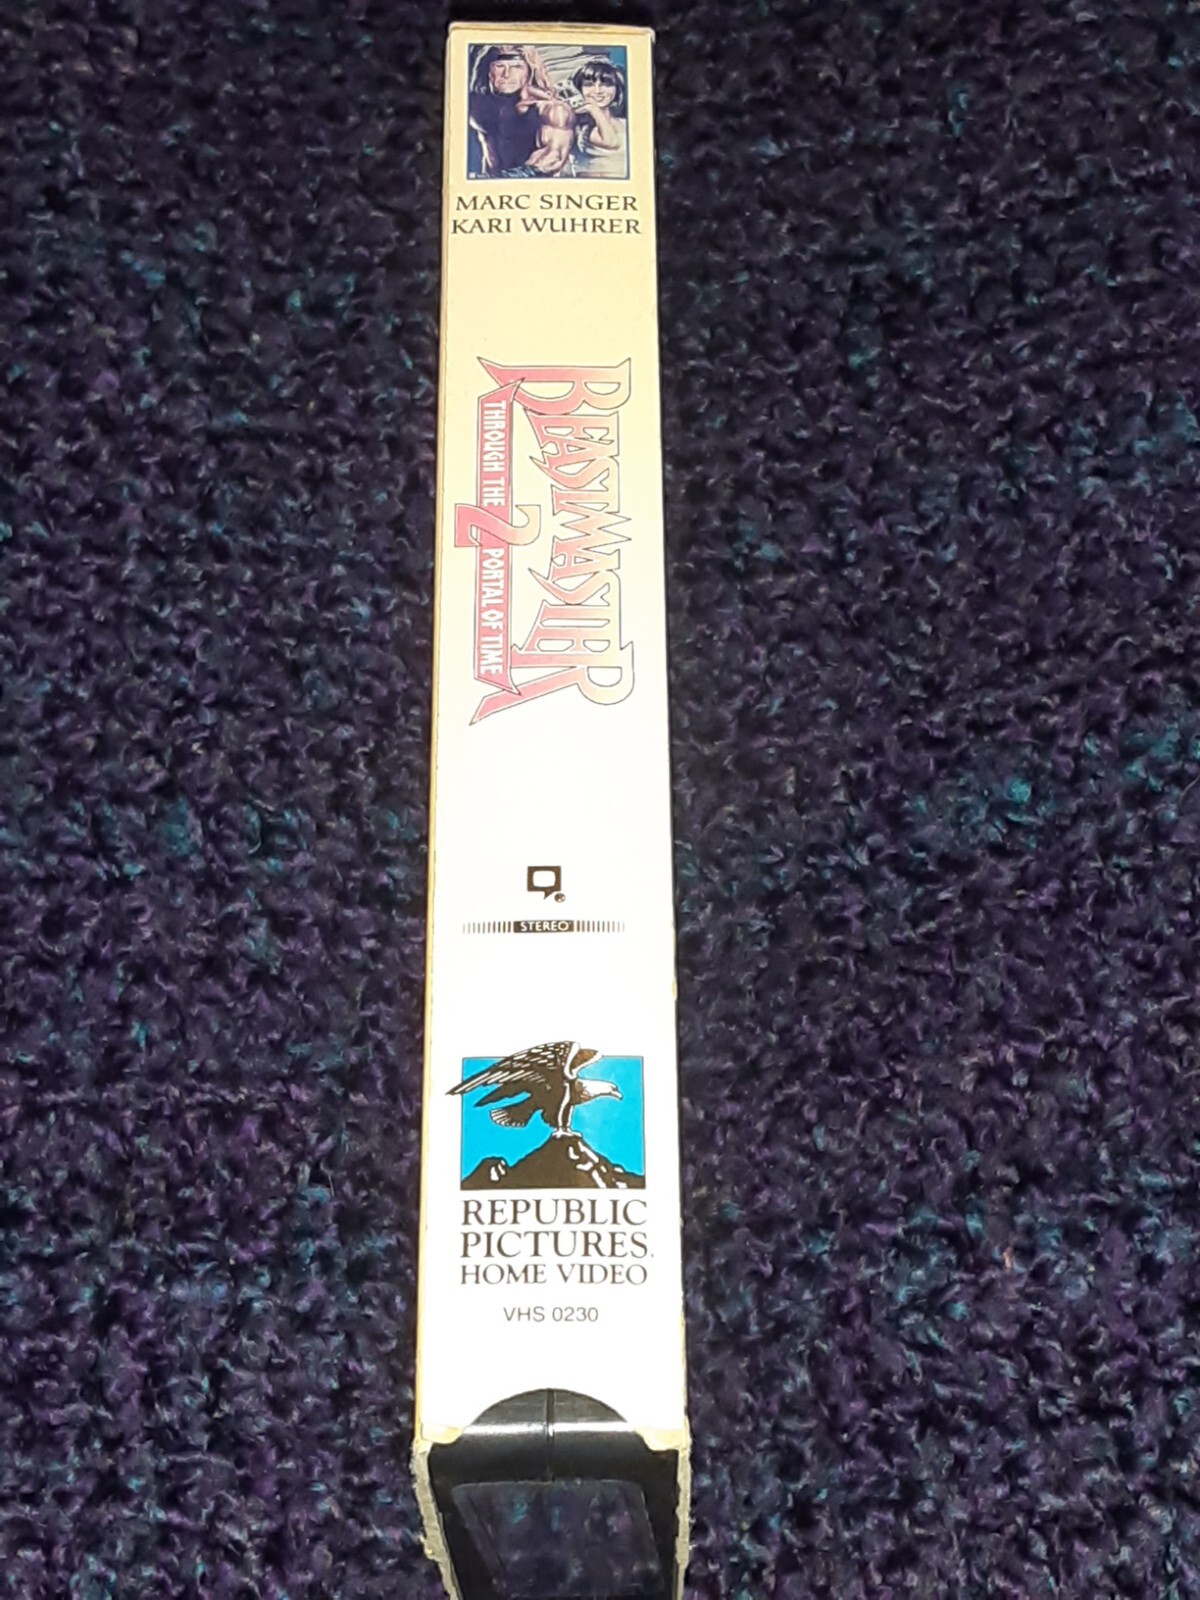 MARC SINGER
KARI WUHRER
BEASTMASTER
THROUGH THE 2 PORTAL OF TIME
®
STEREO
REPUBLIC
PICTURES®
HOME VIDEO
VHS 0230